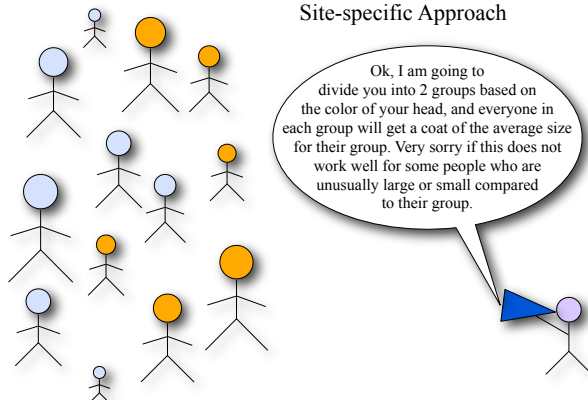 Site-specific Approach
Ok, I am going to
divide you into 2 groups based on
the color of your head, and everyone in
each group will get a coat of the average size
for their group. Very sorry if this does not
work well for some people who are
unusually large or small compared
to their group.